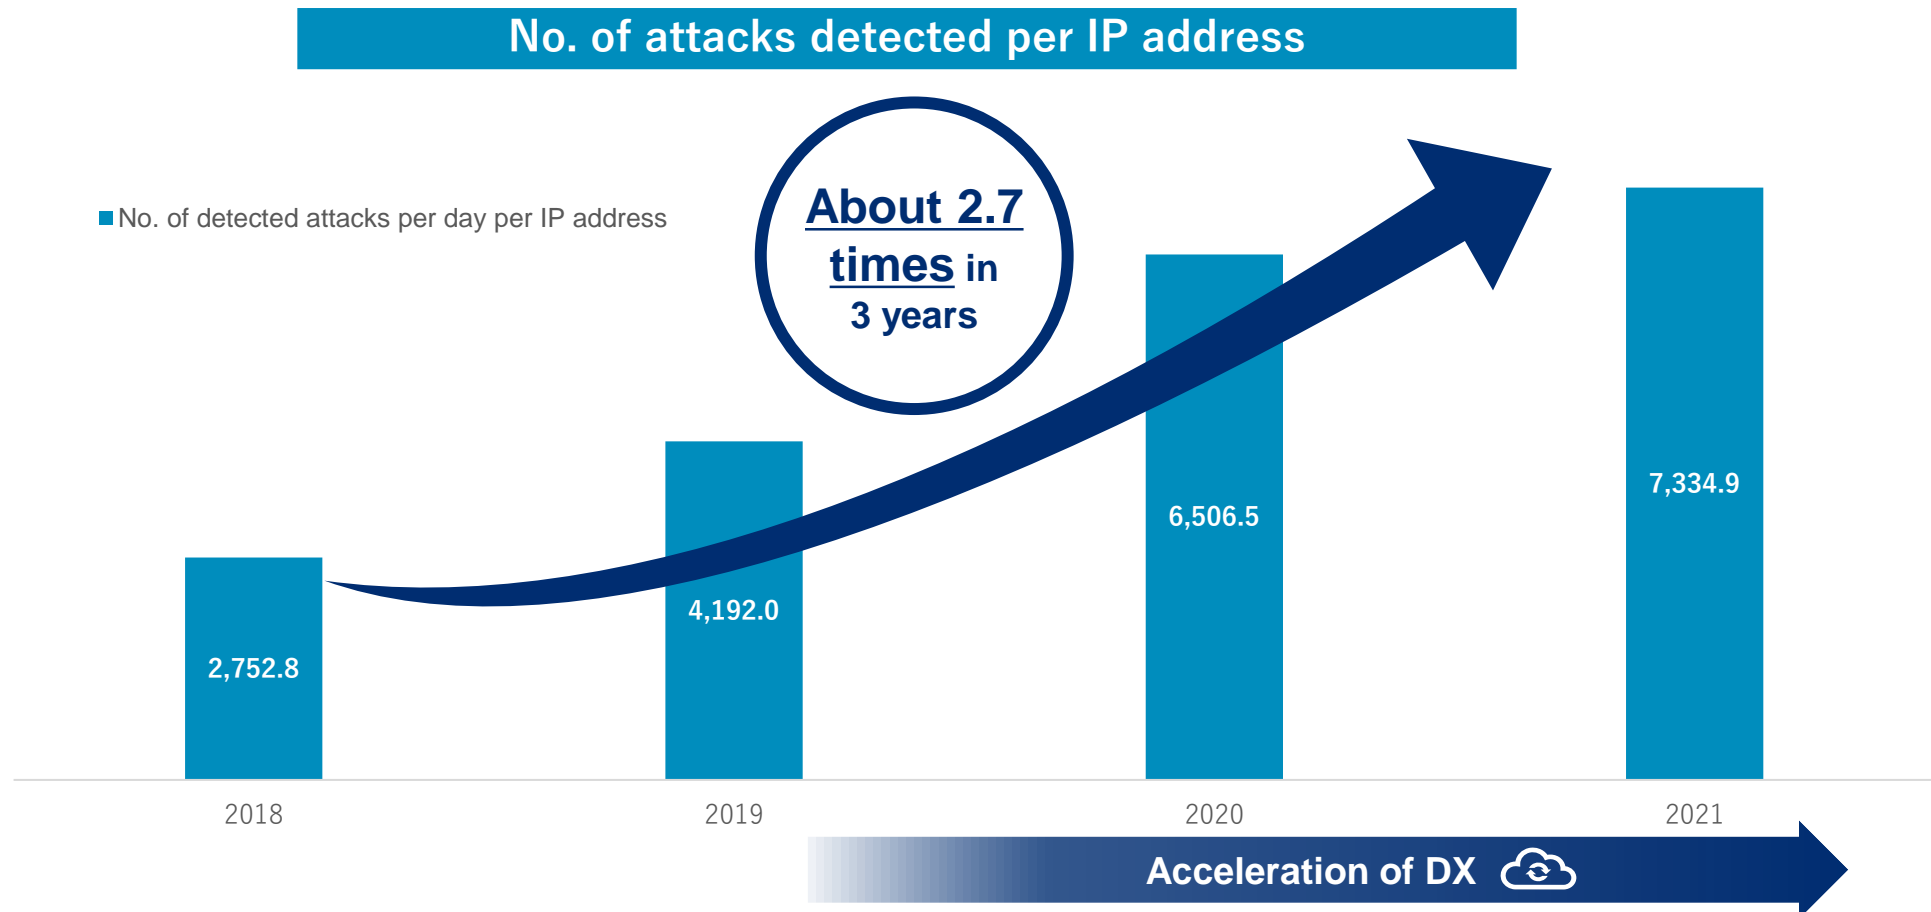 No. of attacks detected per IP address
No. of detected attacks per day per IP address
About 2.7
times in
3 years
2,752.8
4,192.0
6,506.5
7,334.9
2018
2019
2020
2021
Acceleration of DX